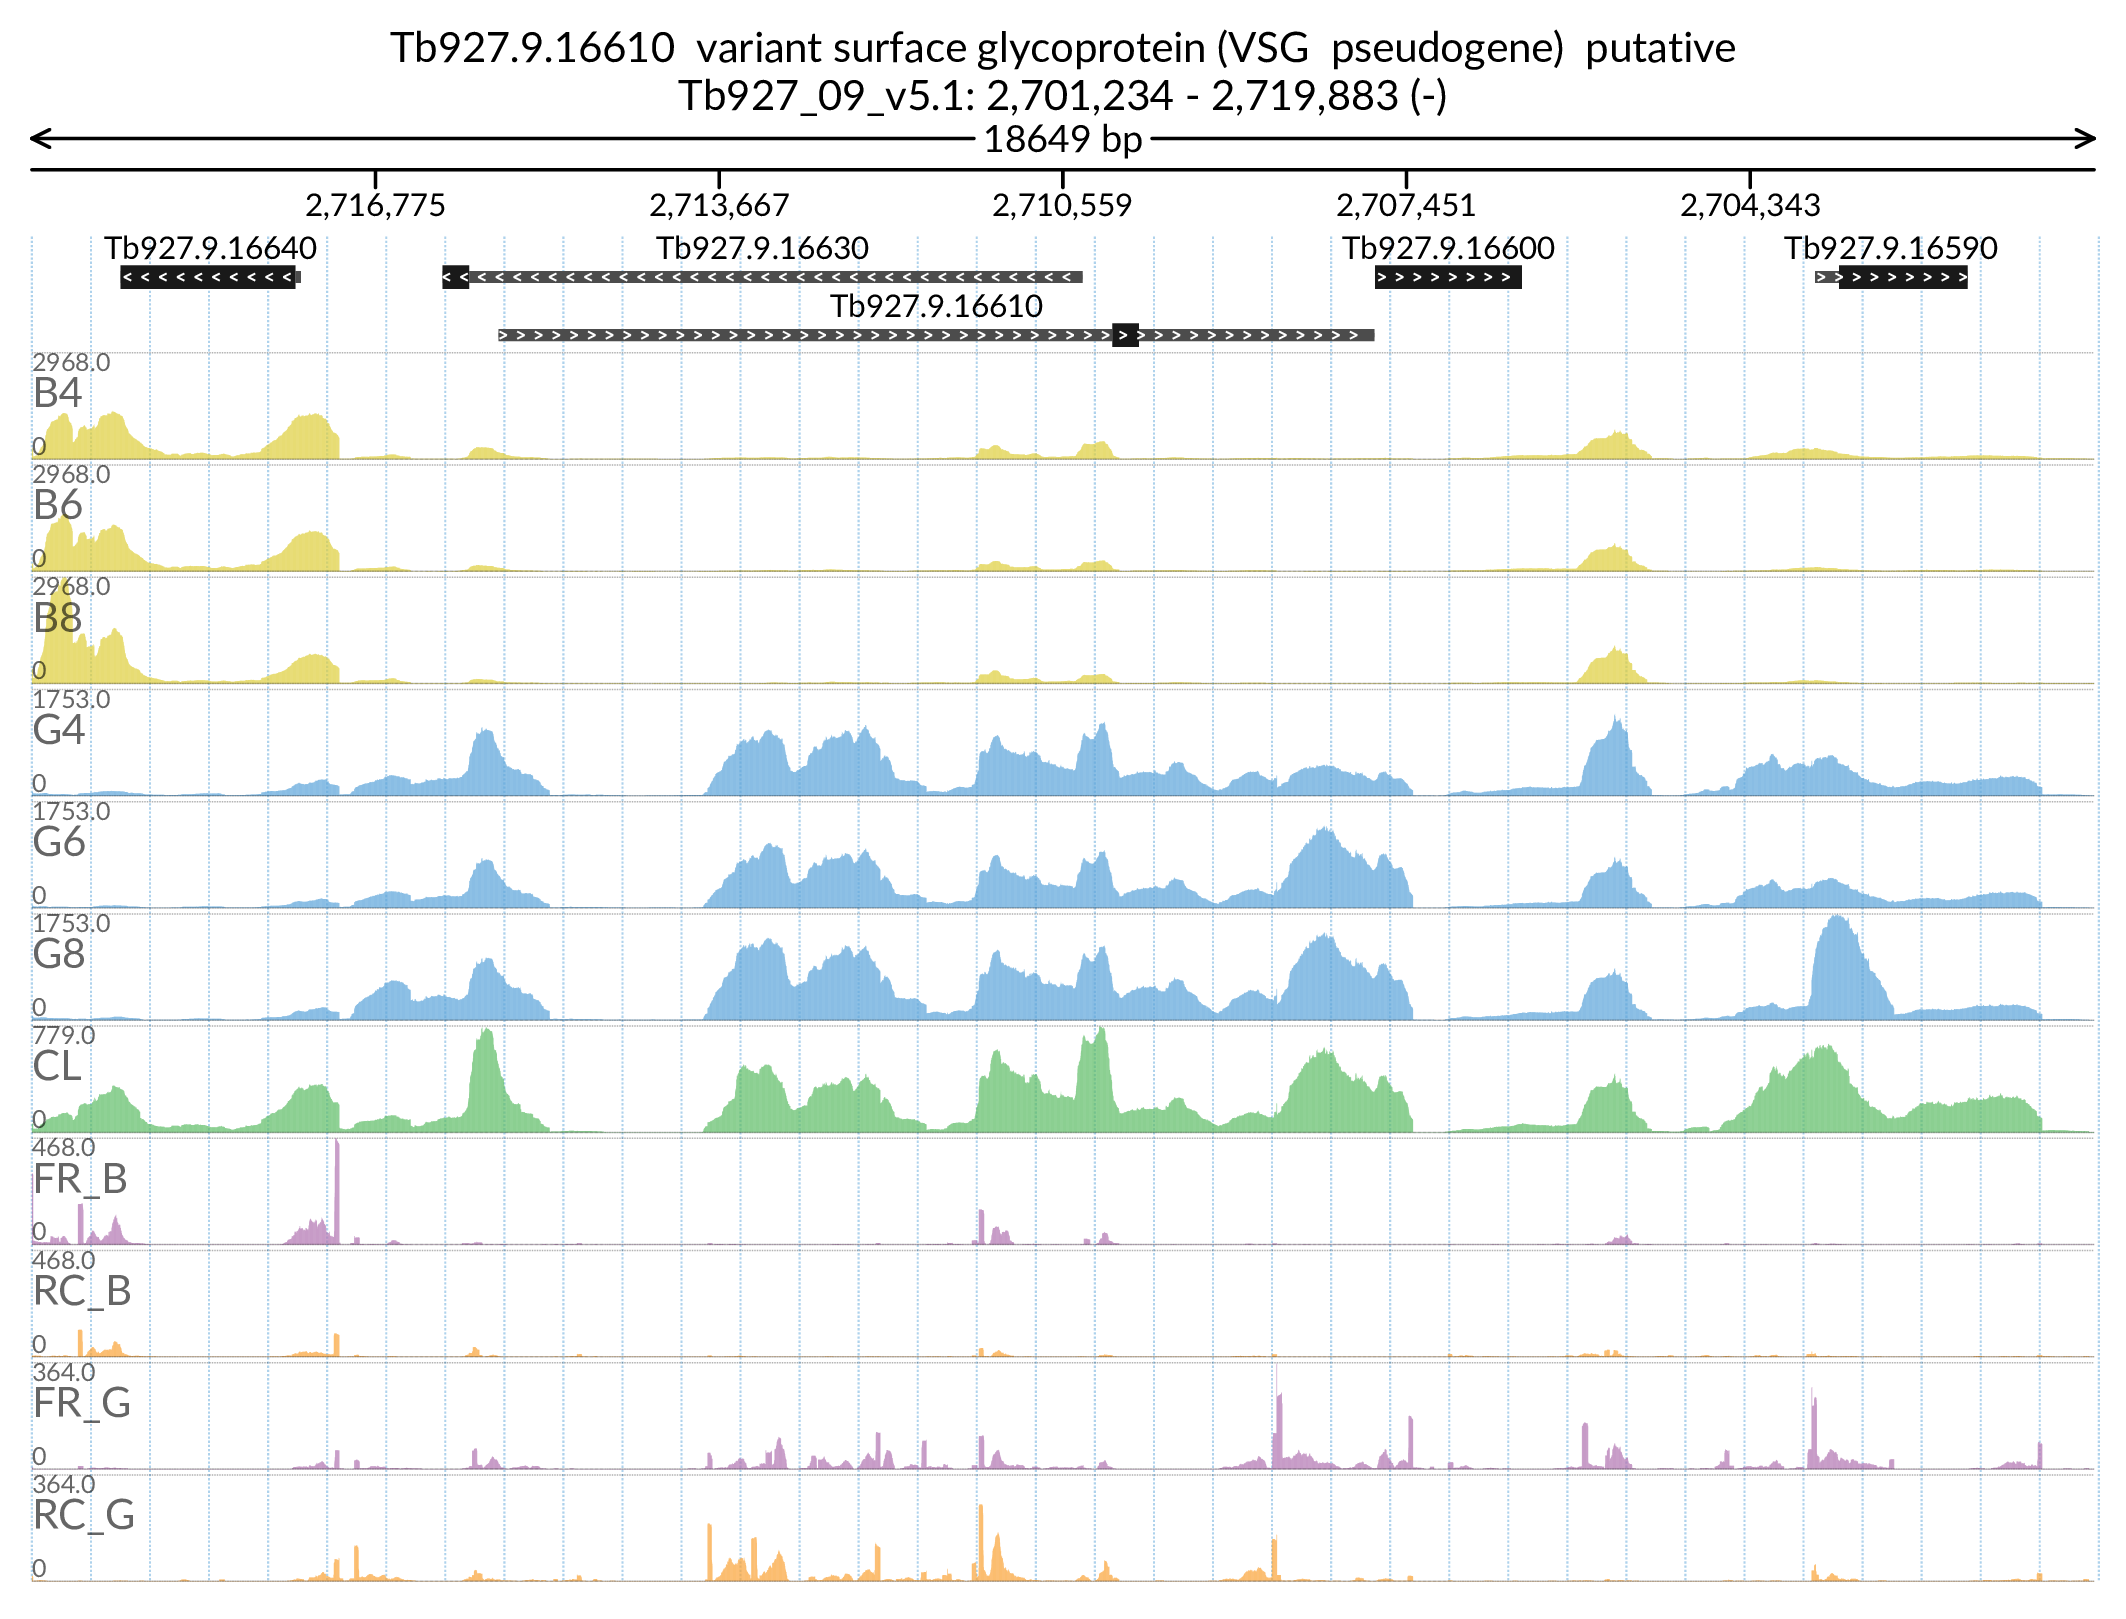 Tb927.9.16610 variant surface glycoprotein (VSG pseudogene) putative
Tb927_09_v5.1: 2,701,234 - 2,719,883 (-)
18649 bp
2,716,775 2,713,667 2,710,559 2,707,451 2,704,343
Tb927.9.16640 Tb927.9.16630 Tb927.9.16600 Tb927.9.16590
Tb927.9.16610
2968.0
B4
0
2968.0
B6
0
2968.0
B8
0
1753.0
G4
0
1753.0
G6
0
1753.0
G8
0
779.0
CL
0
468.0
FR_B
0
468.0
RC_B
0
364.0
FR_G
0
364.0
RC_G
0